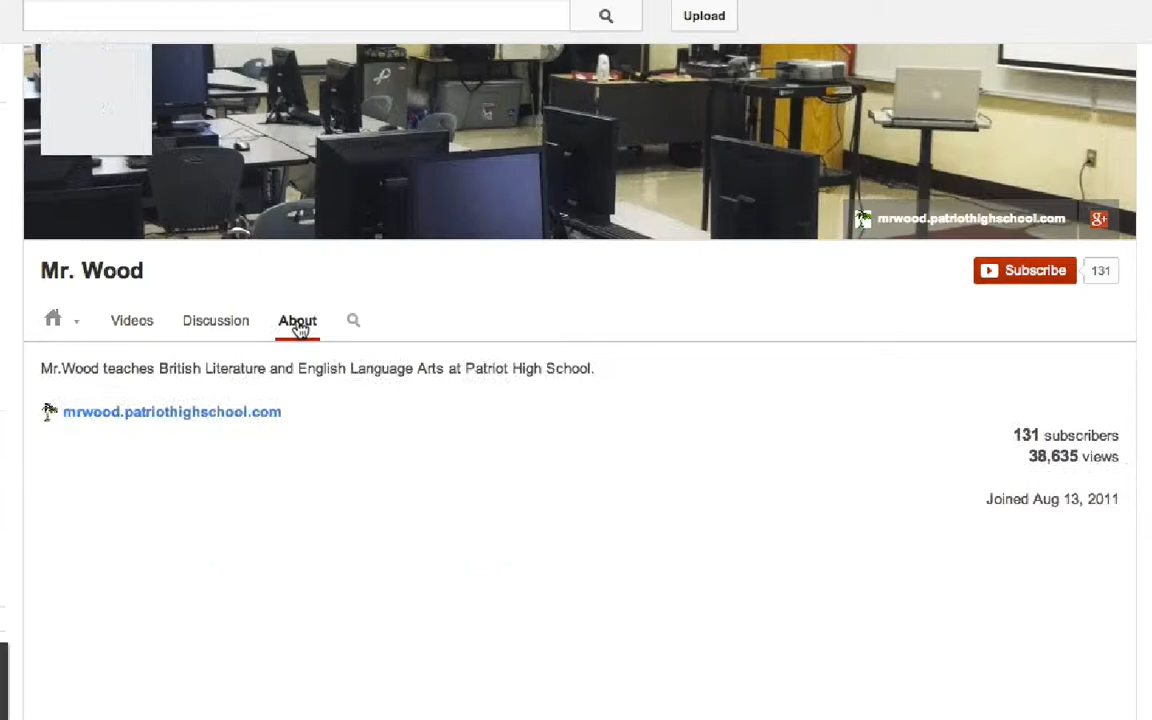 Upload
mrwood.patriothighschool.com
Mr. Wood
Subscribe 131
Videos Discussion About
Mr.Wood teaches British Literature and English Language Arts at Patriot High School.
mrwood.patriothighschool.com
131 subscribers
38,635 views
Joined Aug 13, 2011